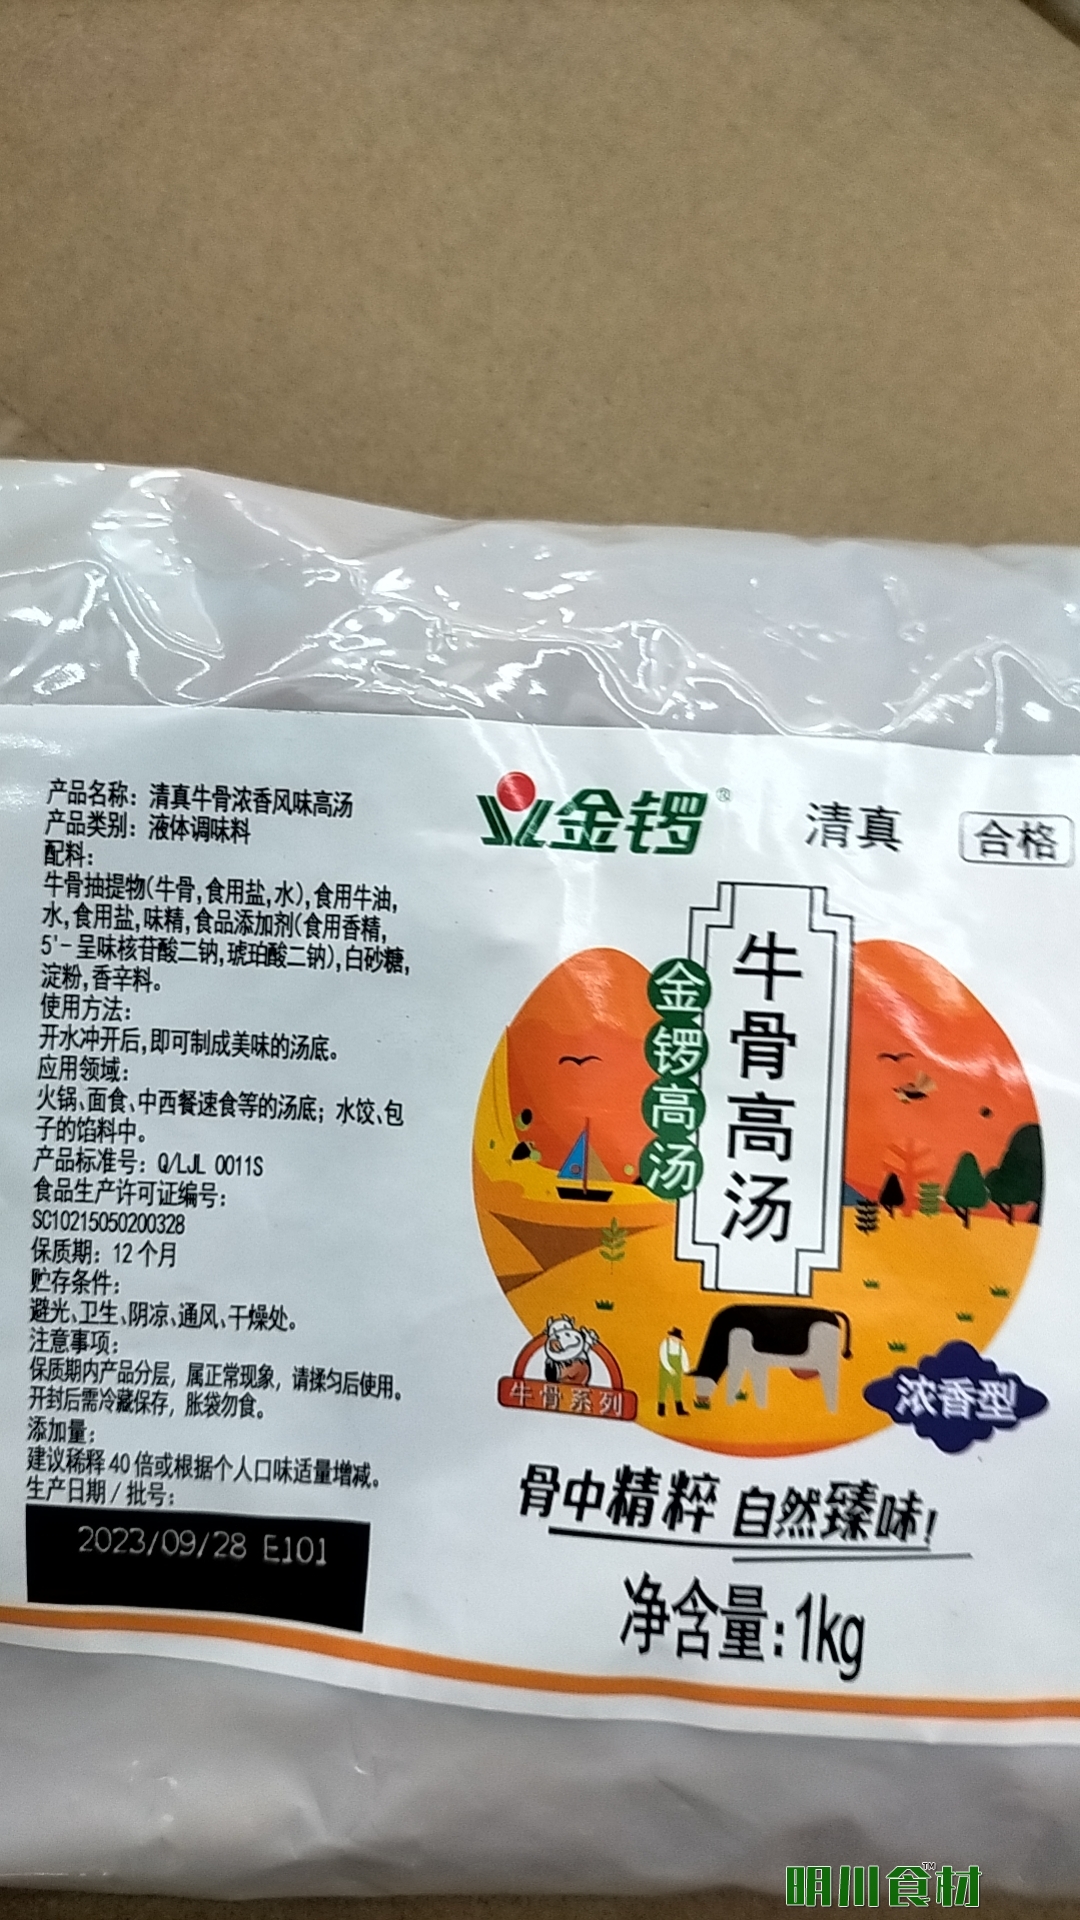 产品名称：清真牛骨浓香风味高汤
产品类别：液体调味料
配料：
牛骨抽提物(牛骨,食用盐,水),食用牛油,
水,食用盐,味精,食品添加剂(食用香精,
5'-呈味核苷酸二钠,琥珀酸二钠),白砂糖,
淀粉,香辛料。
使用方法：
开水冲开后,即可制成美味的汤底。
应用领域：
火锅、面食、中西餐速食等的汤底；水饺、包
子的馅料中。
产品标准号：Q/LJL 0011S
食品生产许可证编号：
SC10215050200328
保质期：12个月
贮存条件：
避光、卫生、阴凉、通风、干燥处。
注意事项：
保质期内产品分层，属正常现象，请揉匀后使用。
开封后需冷藏保存，胀袋勿食。
添加量：
建议稀释40倍或根据个人口味适量增减。
生产日期/批号：
2023/09/28 E101
金锣®
清真
合格
牛骨高汤
金锣高汤
牛骨系列
浓香型
骨中精粹 自然臻味!
净含量:1kg
明川食材™